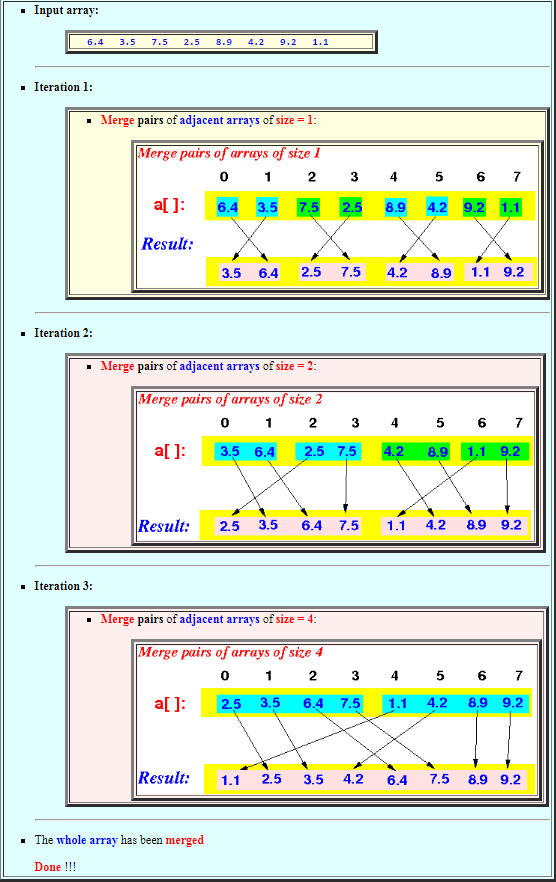 Input array:
6.4 3.5 7.5 2.5 8.9 4.2 9.2 1.1
Iteration 1:
Merge pairs of adjacent arrays of size = 1:
Merge pairs of arrays of size 1
0 1 2 3 4 5 6 7
a[ ]: 6.4 3.5 7.5 2.5 8.9 4.2 9.2 1.1
Result:
3.5 6.4 2.5 7.5 4.2 8.9 1.1 9.2
Iteration 2:
Merge pairs of adjacent arrays of size = 2:
Merge pairs of arrays of size 2
0 1 2 3 4 5 6 7
a[ ]: 3.5 6.4 2.5 7.5 4.2 8.9 1.1 9.2
Result: 2.5 3.5 6.4 7.5 1.1 4.2 8.9 9.2
Iteration 3:
Merge pairs of adjacent arrays of size = 4:
Merge pairs of arrays of size 4
0 1 2 3 4 5 6 7
a[ ]: 2.5 3.5 6.4 7.5 1.1 4.2 8.9 9.2
Result: 1.1 2.5 3.5 4.2 6.4 7.5 8.9 9.2
The whole array has been merged
Done !!!